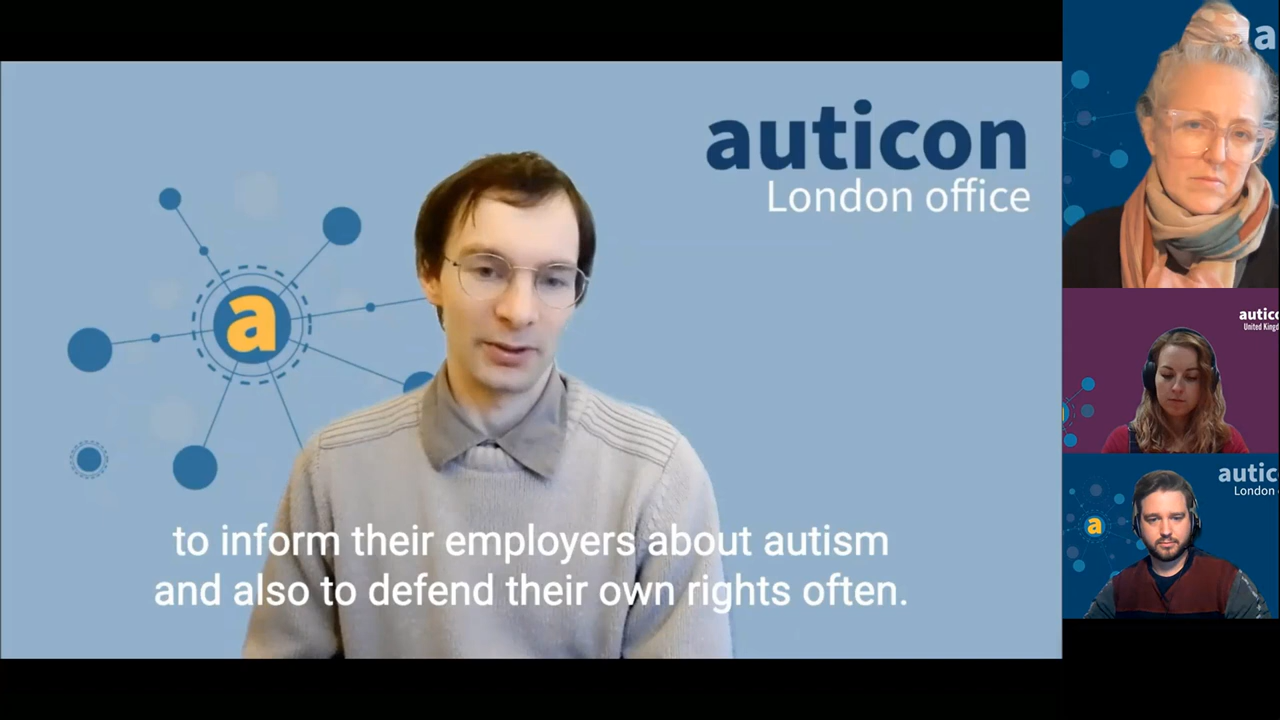 auticon
London office
a
to inform their employers about autism
and also to defend their own rights often.
a
autico
United Kingd
autic
London
a